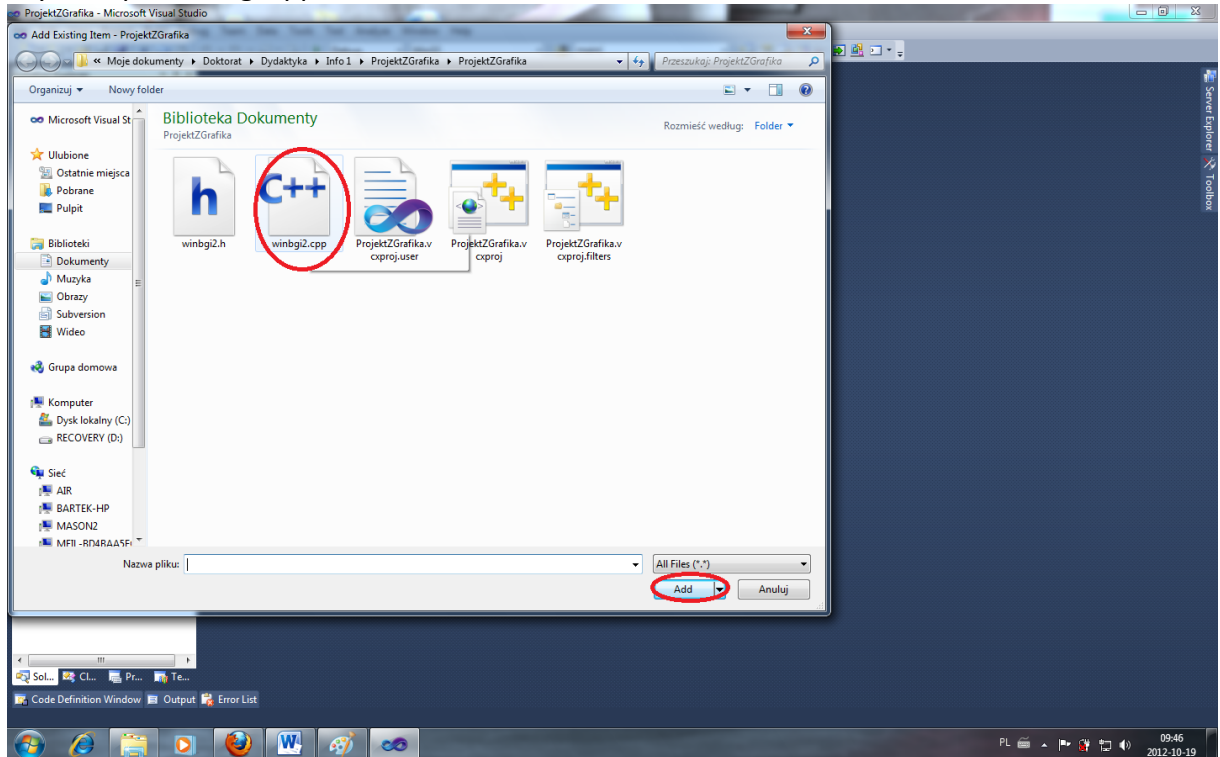 ProjektZGrafika - Microsoft Visual Studio
Add Existing Item - ProjektZGrafika
« Moje dokumenty ▸ Doktorat ▸ Dydaktyka ▸ Info 1 ▸ ProjektZGrafika ▸ ProjektZGrafika
Przeszukaj: ProjektZGrafika
Organizuj
Nowy folder
Microsoft Visual St
Ulubione
Ostatnie miejsca
Pobrane
Pulpit
Biblioteki
Dokumenty
Muzyka
Obrazy
Subversion
Wideo
Grupa domowa
Komputer
Dysk lokalny (C:)
RECOVERY (D:)
Sieć
AIR
BARTEK-HP
MASON2
Biblioteka Dokumenty
ProjektZGrafika
Rozmieść według: Folder
h
C++
winbgi2.h
winbgi2.cpp
ProjektZGrafika.v
cxproj.user
ProjektZGrafika.v
cxproj
ProjektZGrafika.v
cxproj.filters
Nazwa pliku:
All Files (*.*)
Add
Anuluj
Server Explorer
Toolbox
Sol...
Cl...
Pr...
Te...
Code Definition Window
Output
Error List
W
PL
09:46
2012-10-19